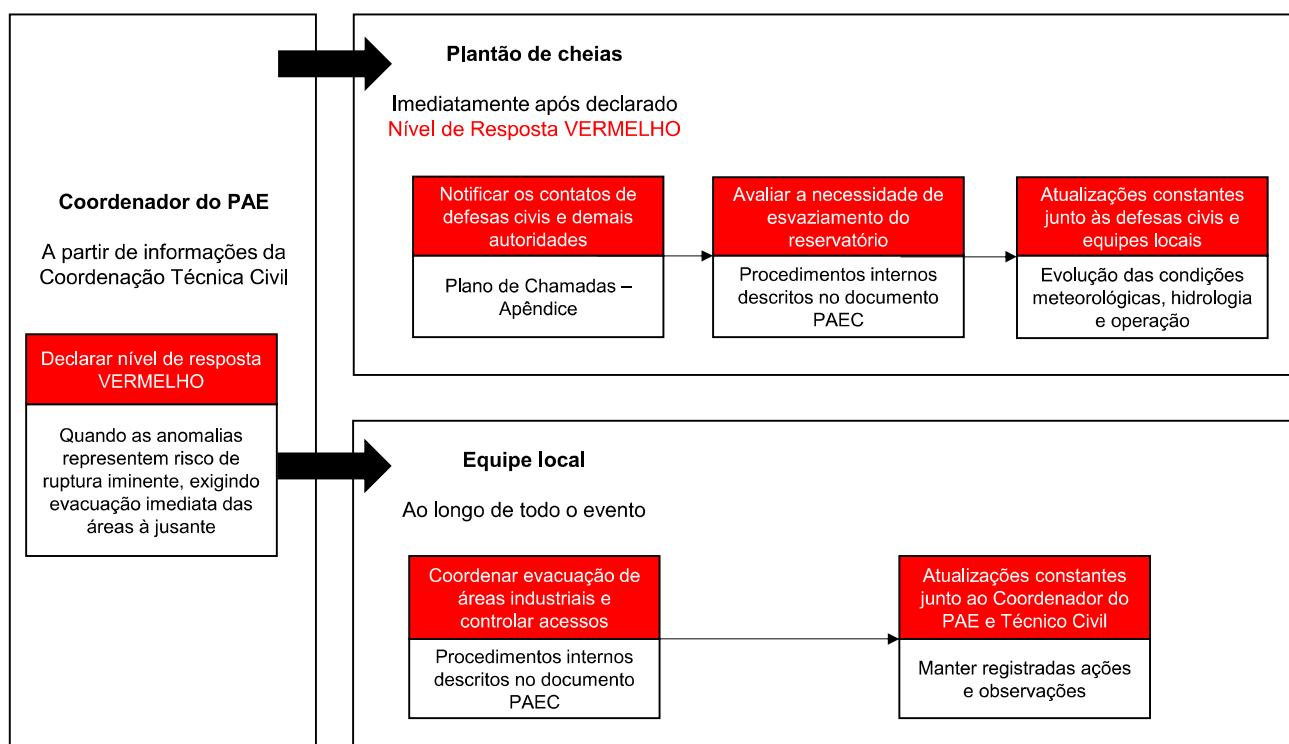 Coordenador do PAE
A partir de informações da
Coordenação Técnica Civil
Declarar nível de resposta
VERMELHO
Quando as anomalias
representem risco de
ruptura iminente, exigindo
evacuação imediata das
áreas à jusante
Plantão de cheias
Imediatamente após declarado
Nível de Resposta VERMELHO
Notificar os contatos de
defesas civis e demais
autoridades
Plano de Chamadas –
Apêndice
Avaliar a necessidade de
esvaziamento do
reservatório
Procedimentos internos
descritos no documento
PAEC
Atualizações constantes
junto às defesas civis e
equipes locais
Evolução das condições
meteorológicas, hidrologia
e operação
Equipe local
Ao longo de todo o evento
Coordenar evacuação de
áreas industriais e
controlar acessos
Procedimentos internos
descritos no documento
PAEC
Atualizações constantes
junto ao Coordenador do
PAE e Técnico Civil
Manter registradas ações
e observações